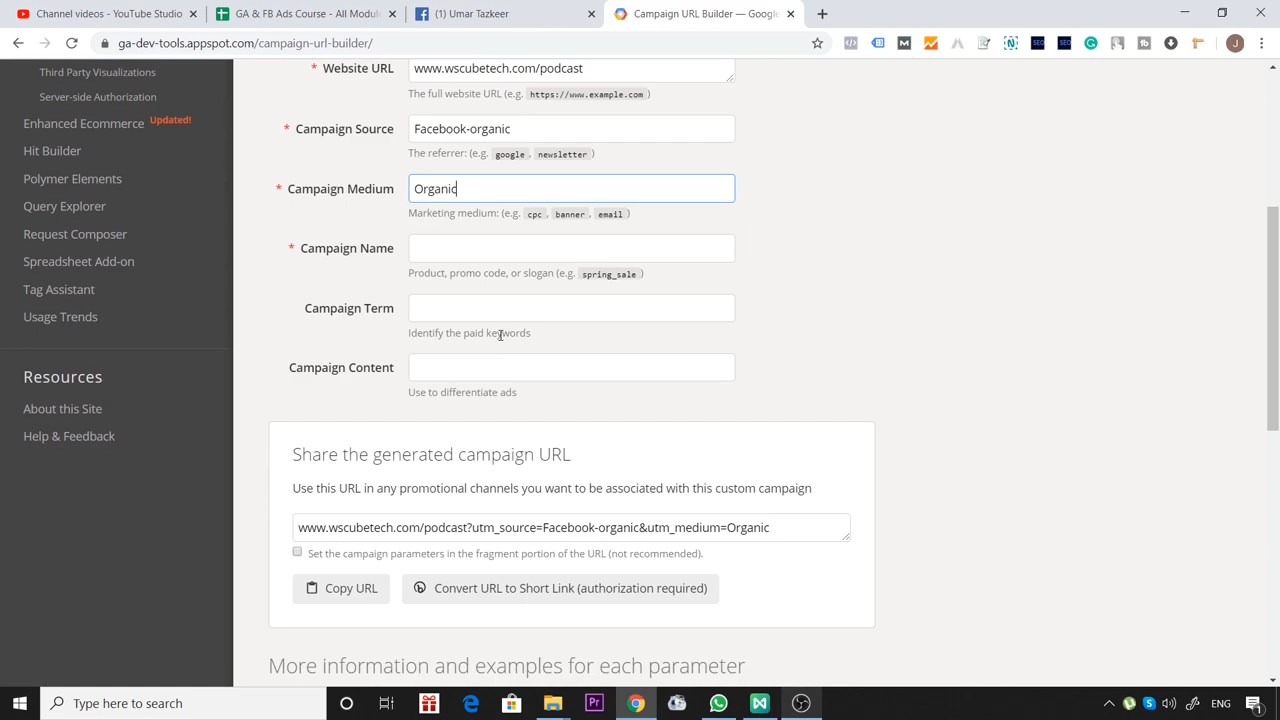 Channel videos - YouTube Studio
GA & FB Ads Course - All Module
(1) Umar Tazkeer
Campaign URL Builder — Google
ga-dev-tools.appspot.com/campaign-url-builder/
Third Party Visualizations
Server-side Authorization
Enhanced Ecommerce Updated!
Hit Builder
Polymer Elements
Query Explorer
Request Composer
Spreadsheet Add-on
Tag Assistant
Usage Trends
Resources
About this Site
Help & Feedback
* Website URL www.wscubetech.com/podcast
The full website URL (e.g. https://www.example.com )
* Campaign Source Facebook-organic
The referrer: (e.g. google , newsletter )
* Campaign Medium Organic
Marketing medium: (e.g. cpc , banner , email )
* Campaign Name
Product, promo code, or slogan (e.g. spring_sale )
Campaign Term
Identify the paid keywords
Campaign Content
Use to differentiate ads
Share the generated campaign URL
Use this URL in any promotional channels you want to be associated with this custom campaign
www.wscubetech.com/podcast?utm_source=Facebook-organic&utm_medium=Organic
Set the campaign parameters in the fragment portion of the URL (not recommended).
Copy URL Convert URL to Short Link (authorization required)
More information and examples for each parameter
Type here to search
Pr
ENG